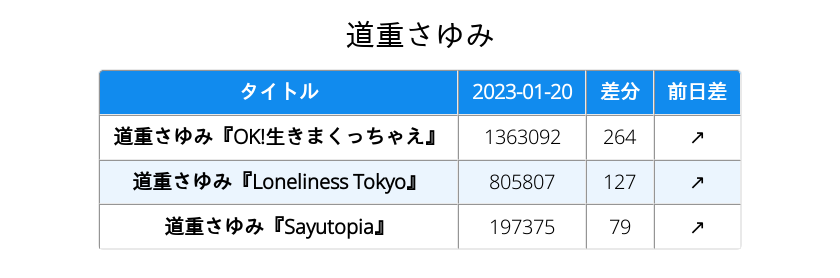 道重さゆみ
タイトル 2023-01-20 差分 前日差
道重さゆみ『OK!生きまくっちゃえ』 1363092 264 ↗
道重さゆみ『Loneliness Tokyo』 805807 127 ↗
道重さゆみ『Sayutopia』 197375 79 ↗